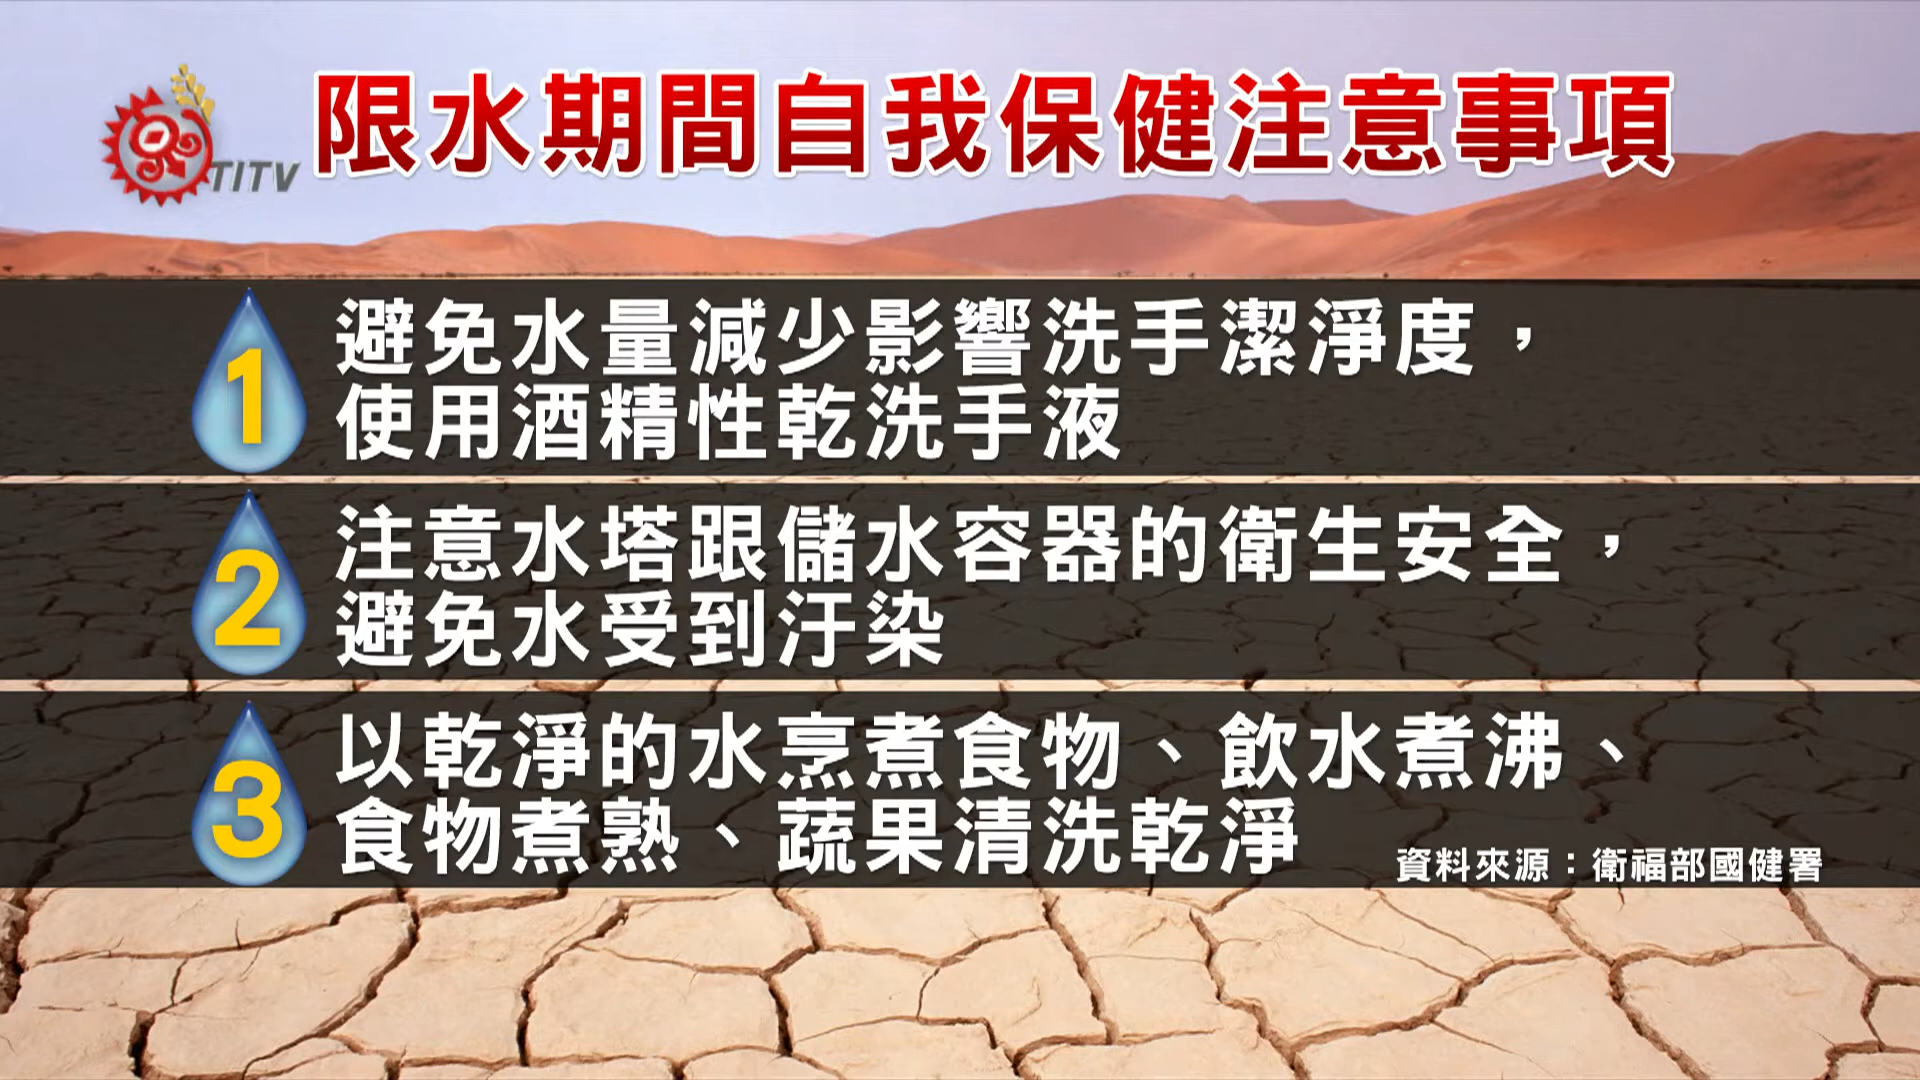 TITV
限水期間自我保健注意事項
1
避免水量減少影響洗手潔淨度，
使用酒精性乾洗手液
2
注意水塔跟儲水容器的衛生安全，
避免水受到汙染
3
以乾淨的水烹煮食物、飲水煮沸、
食物煮熟、蔬果清洗乾淨
資料來源：衛福部國健署